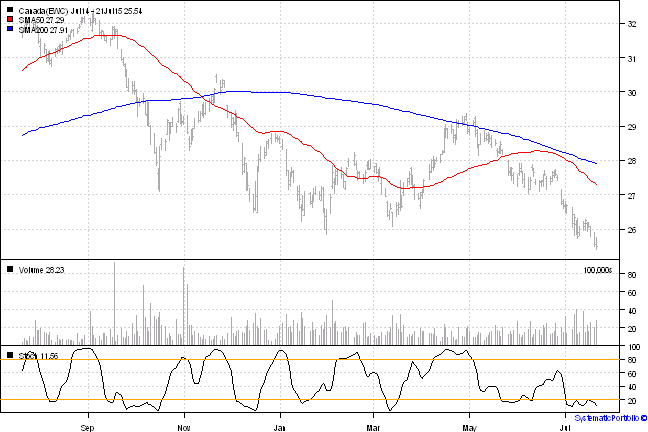 Canada(EWC) Jul14 - 21Jul15 25.54
SMA50 27.29
SMA200 27.91
32
31
30
29
28
27
26
Volume 28.23
100,000s
80
60
40
20
Stoch 11.56
80
60
40
20
Sep Nov Jan Mar May Jul
SystematicPortfolio ©